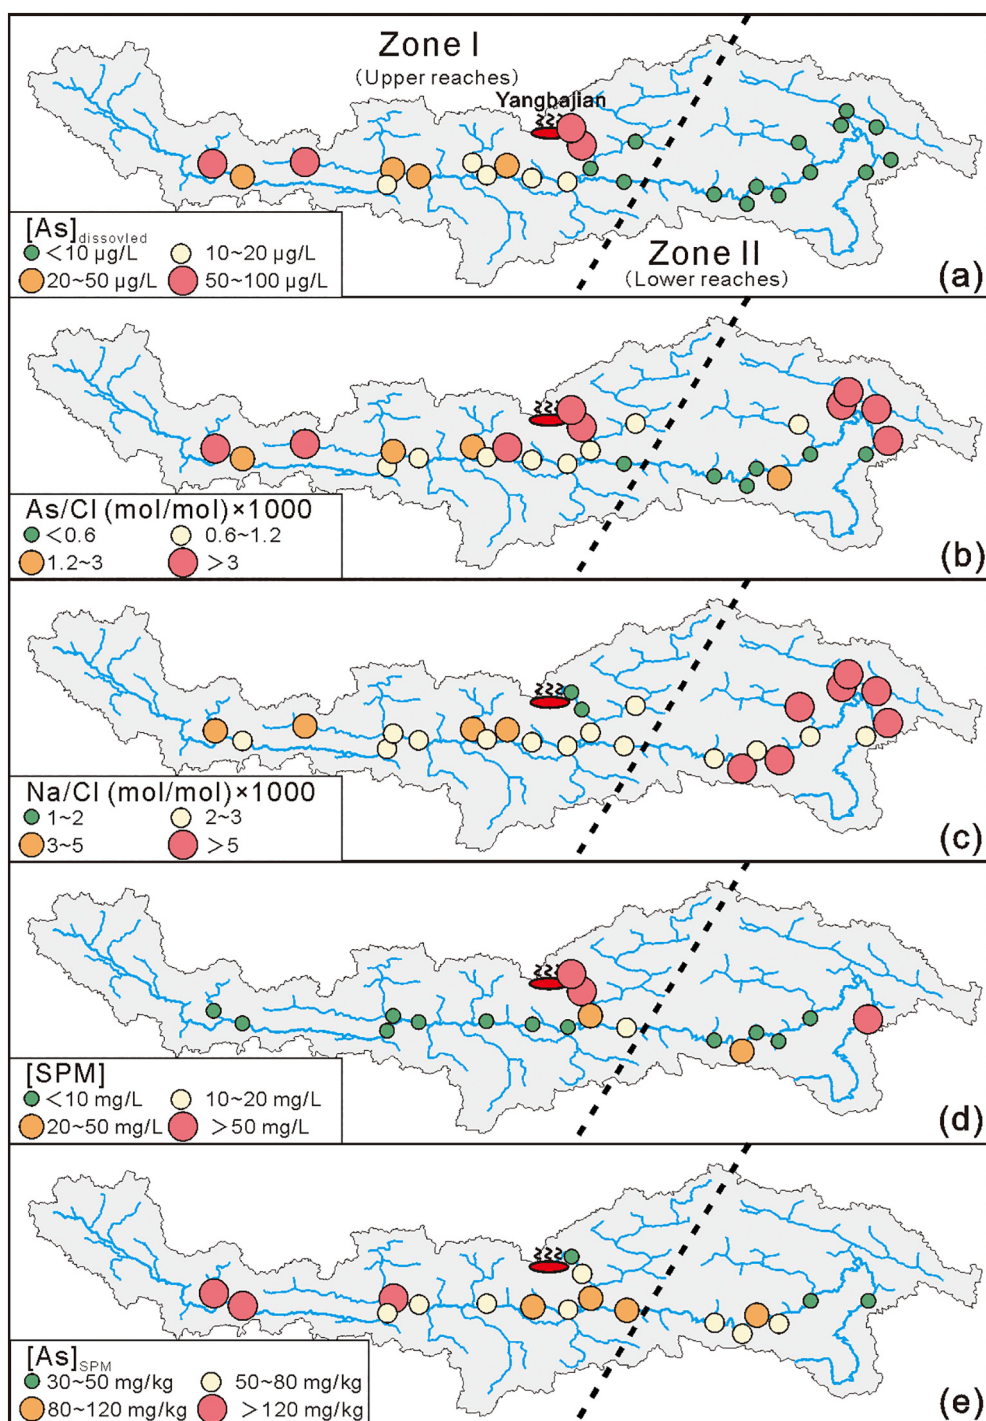 Zone I
（Upper reaches）
Yangbajian
[As]dissovled
<10 μg/L
10~20 μg/L
20~50 μg/L
50~100 μg/L
Zone II
(Lower reaches)
(a)
As/Cl (mol/mol)×1000
<0.6
0.6~1.2
1.2~3
>3
(b)
Na/Cl (mol/mol)×1000
1~2
2~3
3~5
>5
(c)
[SPM]
<10 mg/L
10~20 mg/L
20~50 mg/L
>50 mg/L
(d)
[As]SPM
30~50 mg/kg
50~80 mg/kg
80~120 mg/kg
>120 mg/kg
(e)